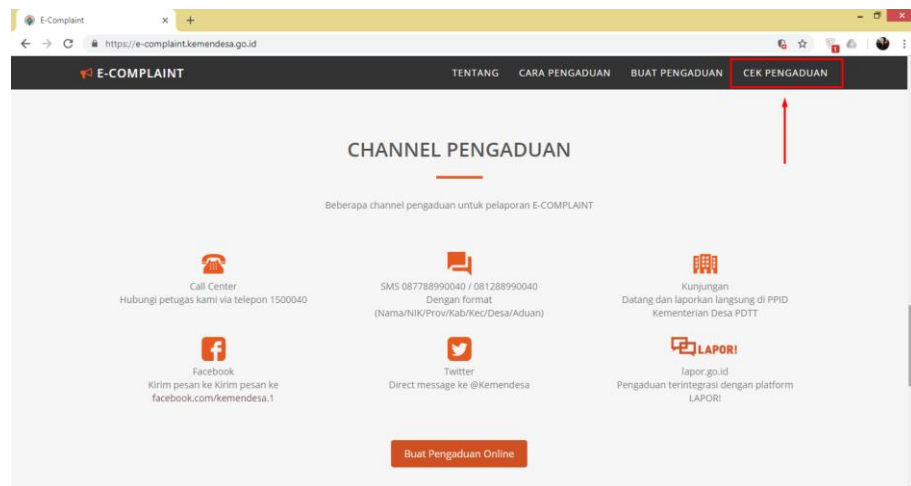 E-Complaint
https://e-complaint.kemendesa.go.id
E-COMPLAINT
TENTANG
CARA PENGADUAN
BUAT PENGADUAN
CEK PENGADUAN
CHANNEL PENGADUAN
Beberapa channel pengaduan untuk pelaporan E-COMPLAINT
Call Center
Hubungi petugas kami via telepon 1500040
SMS 087788990040 / 081288990040
Dengan format
(Nama/NIK/Prov/Kab/Kec/Desa/Aduan)
Kunjungan
Datang dan laporkan langsung di PPID
Kementerian Desa PDTT
Facebook
Kirim pesan ke Kirim pesan ke
facebook.com/kemendesa.1
Twitter
Direct message ke @Kemendesa
LAPOR!
lapor.go.id
Pengaduan terintegrasi dengan platform
LAPOR!
Buat Pengaduan Online